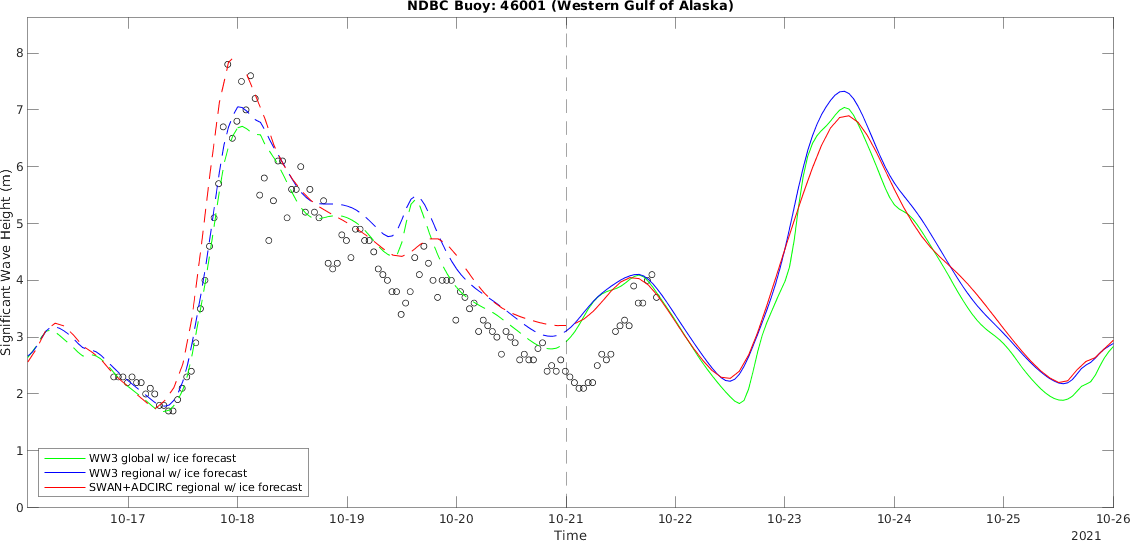 NDBC Buoy: 46001 (Western Gulf of Alaska)
Significant Wave Height (m)
8
7
6
5
4
3
2
1
0
WW3 global w/ ice forecast
WW3 regional w/ ice forecast
SWAN+ADCIRC regional w/ ice forecast
10-17 10-18 10-19 10-20 10-21 10-22 10-23 10-24 10-25 10-26
Time
2021